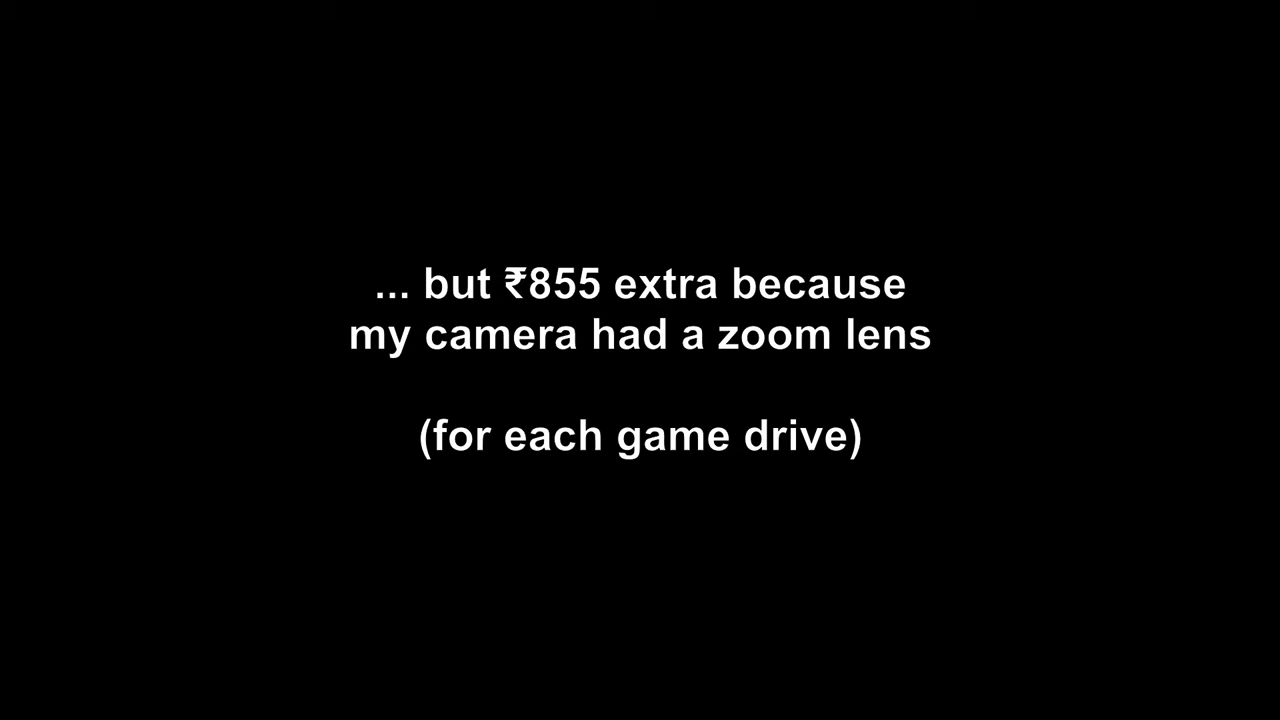 ... but ₹855 extra because
my camera had a zoom lens
(for each game drive)